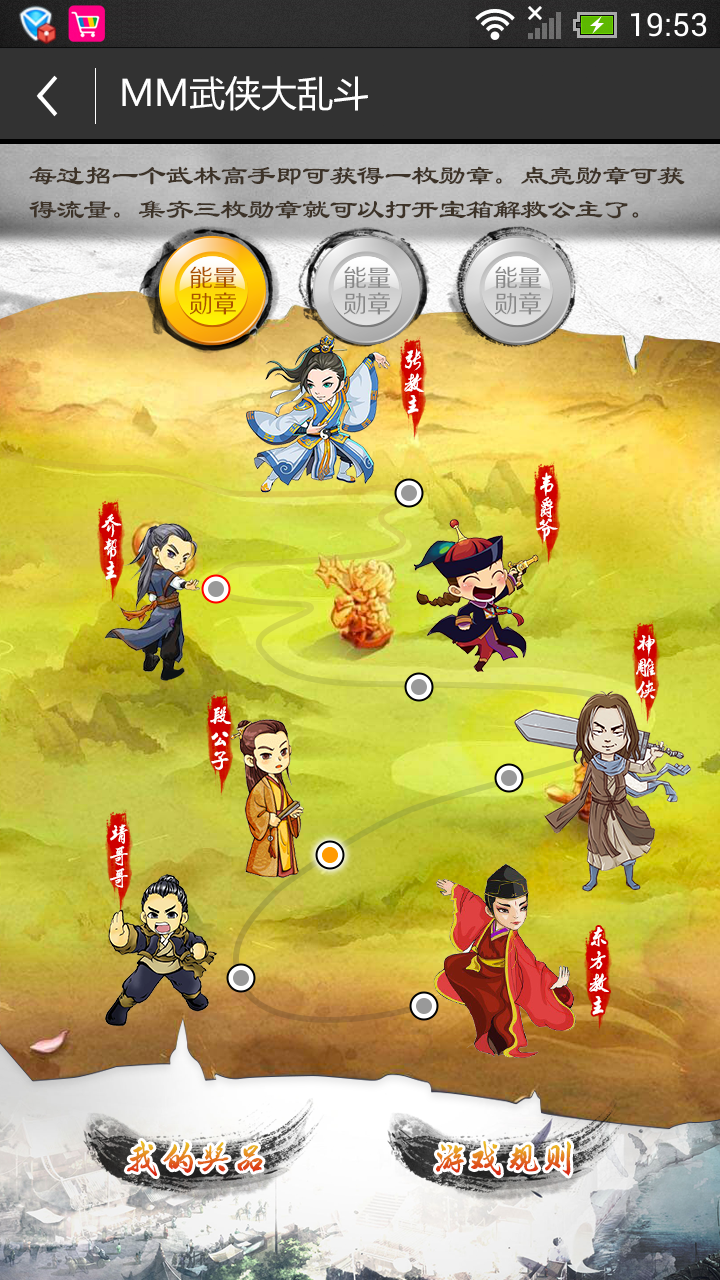 19:53
MM武侠大乱斗
每过招一个武林高手即可获得一枚勋章。点亮勋章可获
得流量。集齐三枚勋章就可以打开宝箱解救公主了。
能量
勋章
能量
勋章
能量
勋章
张教主
韦爵爷
乔帮主
神雕侠
段公子
靖哥哥
东方教主
我的奖品
游戏规则